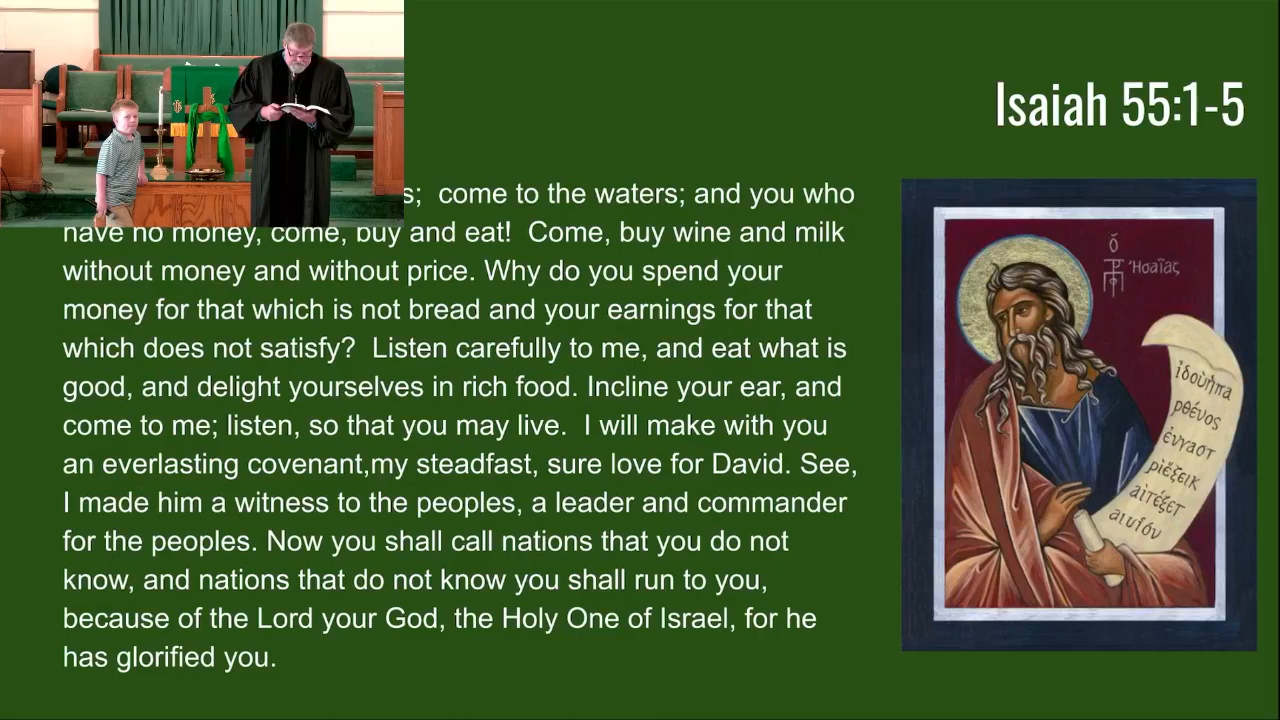 Isaiah 55:1-5
s;  come to the waters; and you who
have no money, come, buy and eat!  Come, buy wine and milk
without money and without price. Why do you spend your
money for that which is not bread and your earnings for that
which does not satisfy?  Listen carefully to me, and eat what is
good, and delight yourselves in rich food. Incline your ear, and
come to me; listen, so that you may live.  I will make with you
an everlasting covenant,my steadfast, sure love for David. See,
I made him a witness to the peoples, a leader and commander
for the peoples. Now you shall call nations that you do not
know, and nations that do not know you shall run to you,
because of the Lord your God, the Holy One of Israel, for he
has glorified you.
Ἡσαΐας
ἰδοὺ ἡ πα
ρθένος
ἐν γαστ
ρὶ ἕξει κ
αὶ τέξετ
αι υἱόν